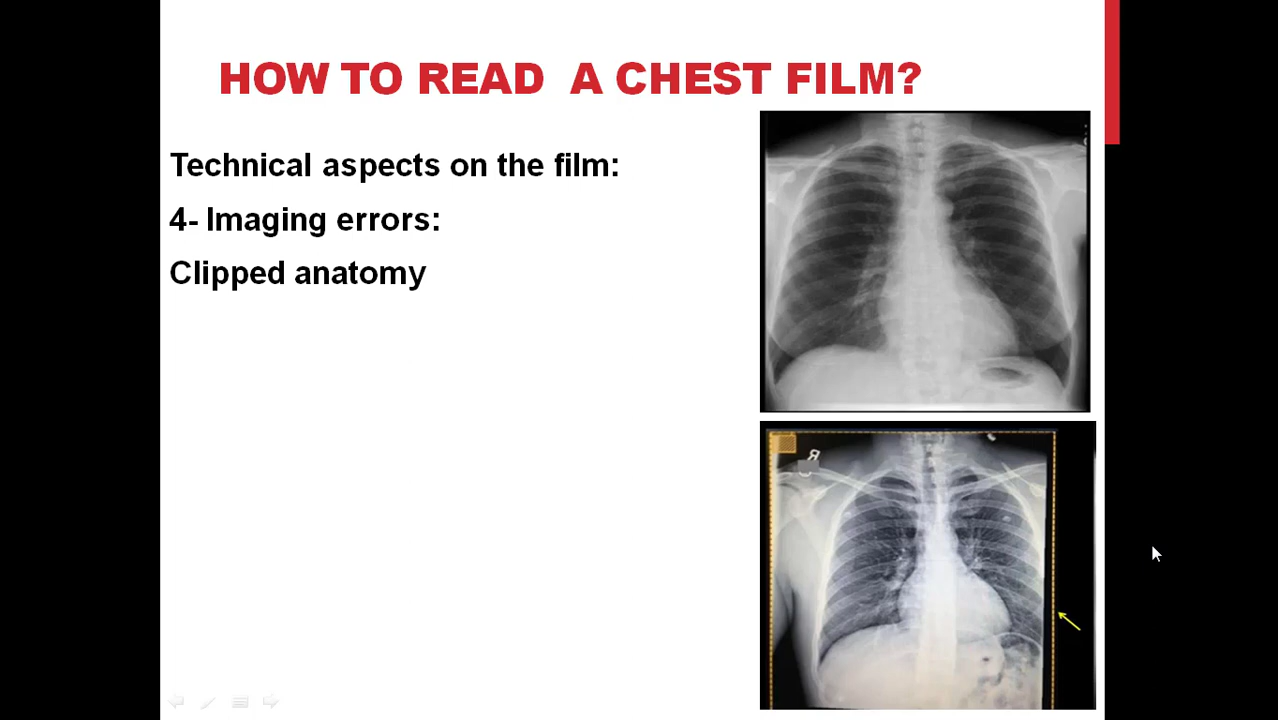 HOW TO READ A CHEST FILM?
Technical aspects on the film:
4- Imaging errors:
Clipped anatomy
R